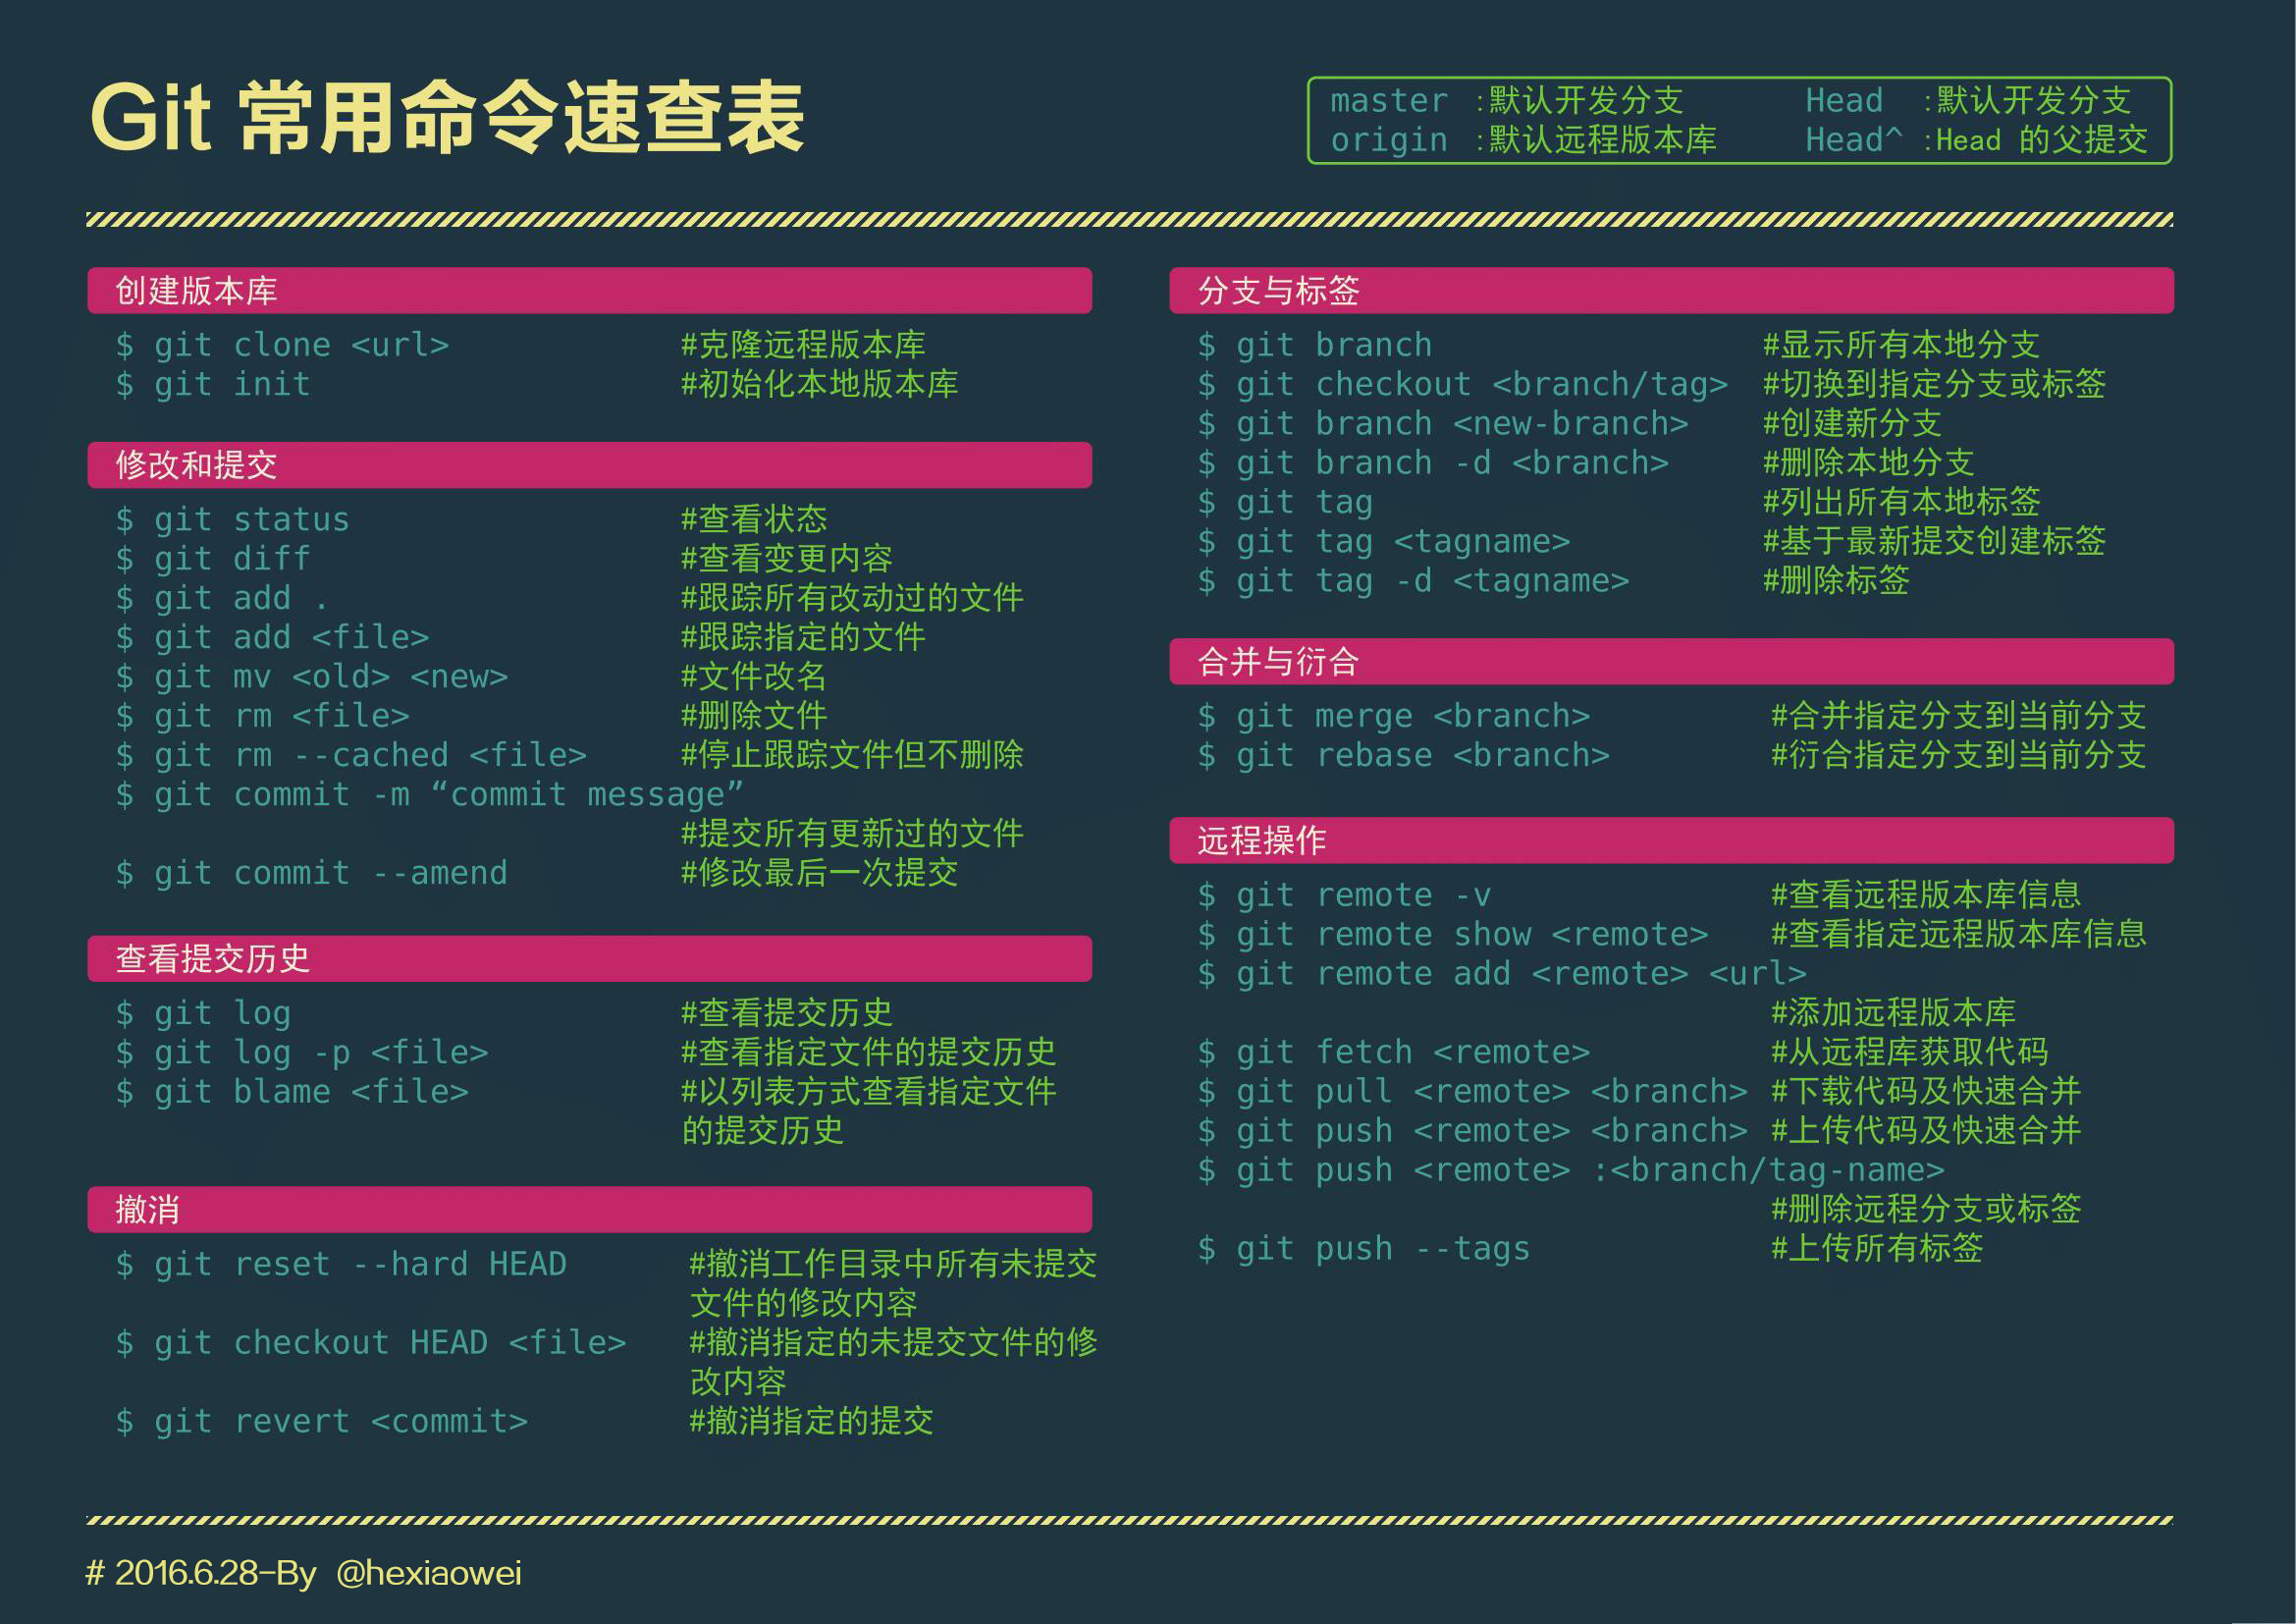 Git 常用命令速查表
master :默认开发分支 Head :默认开发分支
origin :默认远程版本库 Head^ :Head 的父提交
创建版本库
$ git clone <url> #克隆远程版本库
$ git init #初始化本地版本库
修改和提交
$ git status #查看状态
$ git diff #查看变更内容
$ git add . #跟踪所有改动过的文件
$ git add <file> #跟踪指定的文件
$ git mv <old> <new> #文件改名
$ git rm <file> #删除文件
$ git rm --cached <file> #停止跟踪文件但不删除
$ git commit -m “commit message”
#提交所有更新过的文件
$ git commit --amend #修改最后一次提交
查看提交历史
$ git log #查看提交历史
$ git log -p <file> #查看指定文件的提交历史
$ git blame <file> #以列表方式查看指定文件
的提交历史
撤消
$ git reset --hard HEAD #撤消工作目录中所有未提交
文件的修改内容
$ git checkout HEAD <file> #撤消指定的未提交文件的修
改内容
$ git revert <commit> #撤消指定的提交
分支与标签
$ git branch #显示所有本地分支
$ git checkout <branch/tag> #切换到指定分支或标签
$ git branch <new-branch> #创建新分支
$ git branch -d <branch> #删除本地分支
$ git tag #列出所有本地标签
$ git tag <tagname> #基于最新提交创建标签
$ git tag -d <tagname> #删除标签
合并与衍合
$ git merge <branch> #合并指定分支到当前分支
$ git rebase <branch> #衍合指定分支到当前分支
远程操作
$ git remote -v #查看远程版本库信息
$ git remote show <remote> #查看指定远程版本库信息
$ git remote add <remote> <url>
#添加远程版本库
$ git fetch <remote> #从远程库获取代码
$ git pull <remote> <branch> #下载代码及快速合并
$ git push <remote> <branch> #上传代码及快速合并
$ git push <remote> :<branch/tag-name>
#删除远程分支或标签
$ git push --tags #上传所有标签
# 2016.6.28-By @hexiaowei